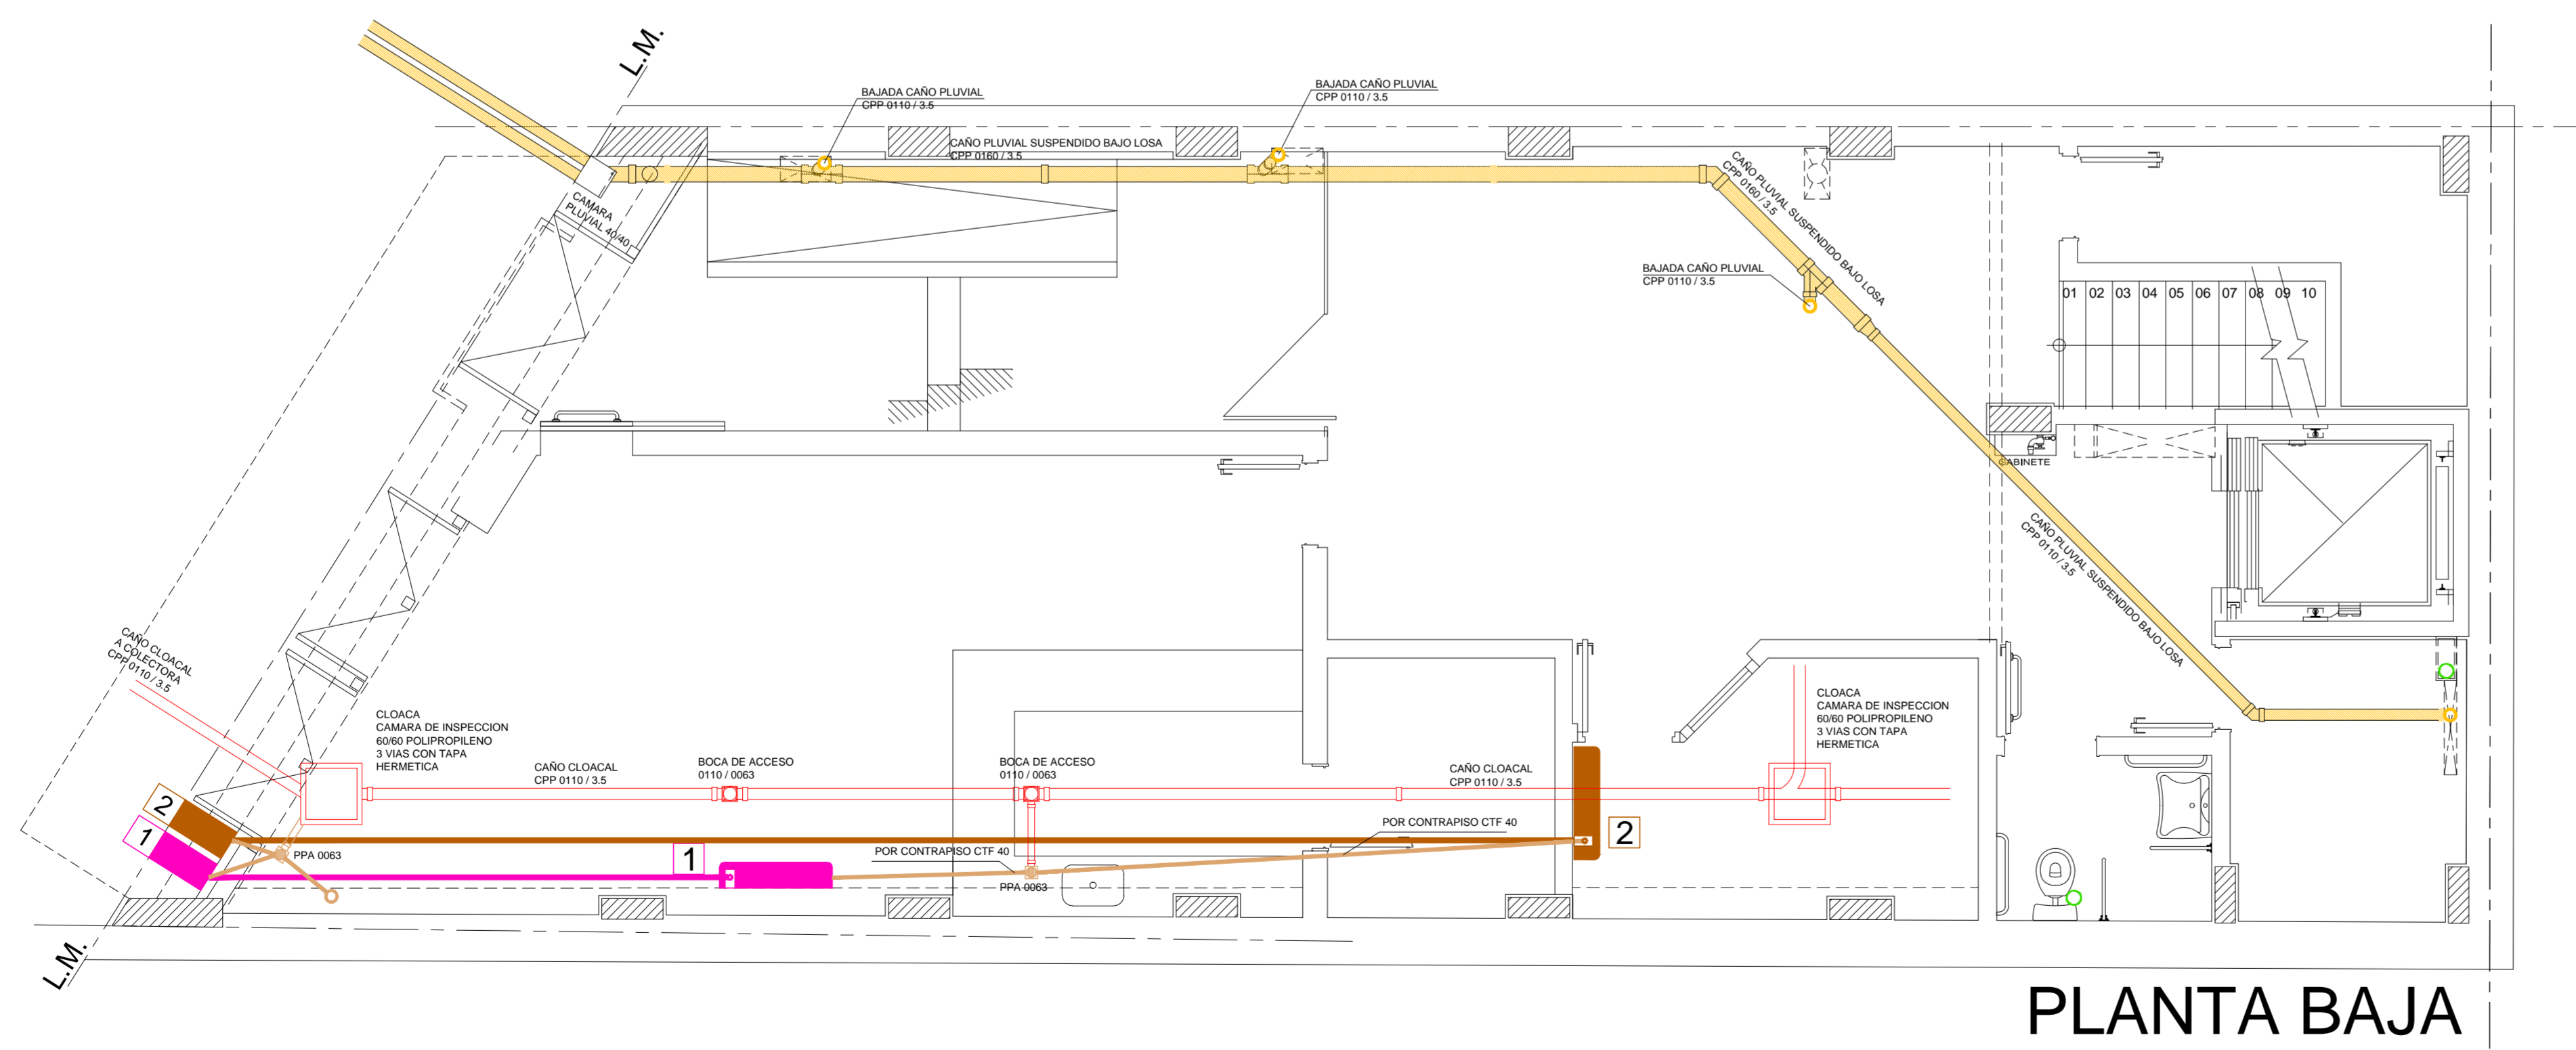 L.M.
BAJADA CAÑO PLUVIAL
CPP 0110 / 3.5
BAJADA CAÑO PLUVIAL
CPP 0110 / 3.5
CAÑO PLUVIAL SUSPENDIDO BAJO LOSA
CPP 0160 / 3.5
CAMARA
PLUVIAL 40/40
CAÑO PLUVIAL SUSPENDIDO BAJO LOSA
CPP 0160 / 3.5
BAJADA CAÑO PLUVIAL
CPP 0110 / 3.5
01 02 03 04 05 06 07 08 09 10
GABINETE
CAÑO PLUVIAL SUSPENDIDO BAJO LOSA
CPP 0110 / 3.5
CAÑO CLOACAL
A COLECTORA
CPP 0110 / 3.5
CLOACA
CAMARA DE INSPECCION
60/60 POLIPROPILENO
3 VIAS CON TAPA
HERMETICA
CAÑO CLOACAL
CPP 0110 / 3.5
BOCA DE ACCESO
0110 / 0063
BOCA DE ACCESO
0110 / 0063
CAÑO CLOACAL
CPP 0110 / 3.5
CLOACA
CAMARA DE INSPECCION
60/60 POLIPROPILENO
3 VIAS CON TAPA
HERMETICA
2
1
PPA 0063
1
POR CONTRAPISO CTF 40
PPA 0063
POR CONTRAPISO CTF 40
2
L.M.
PLANTA BAJA